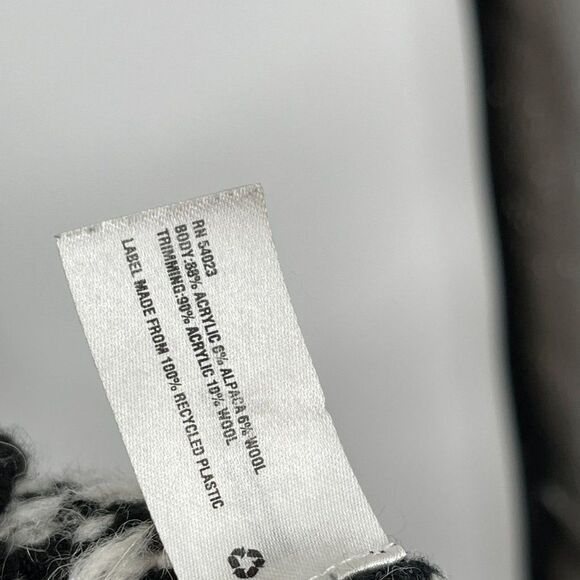 RN 54023
BODY:88% ACRYLIC 6% ALPACA 6% WOOL
TRIMMING:90% ACRYLIC 10% WOOL
LABEL MADE FROM 100% RECYCLED PLASTIC